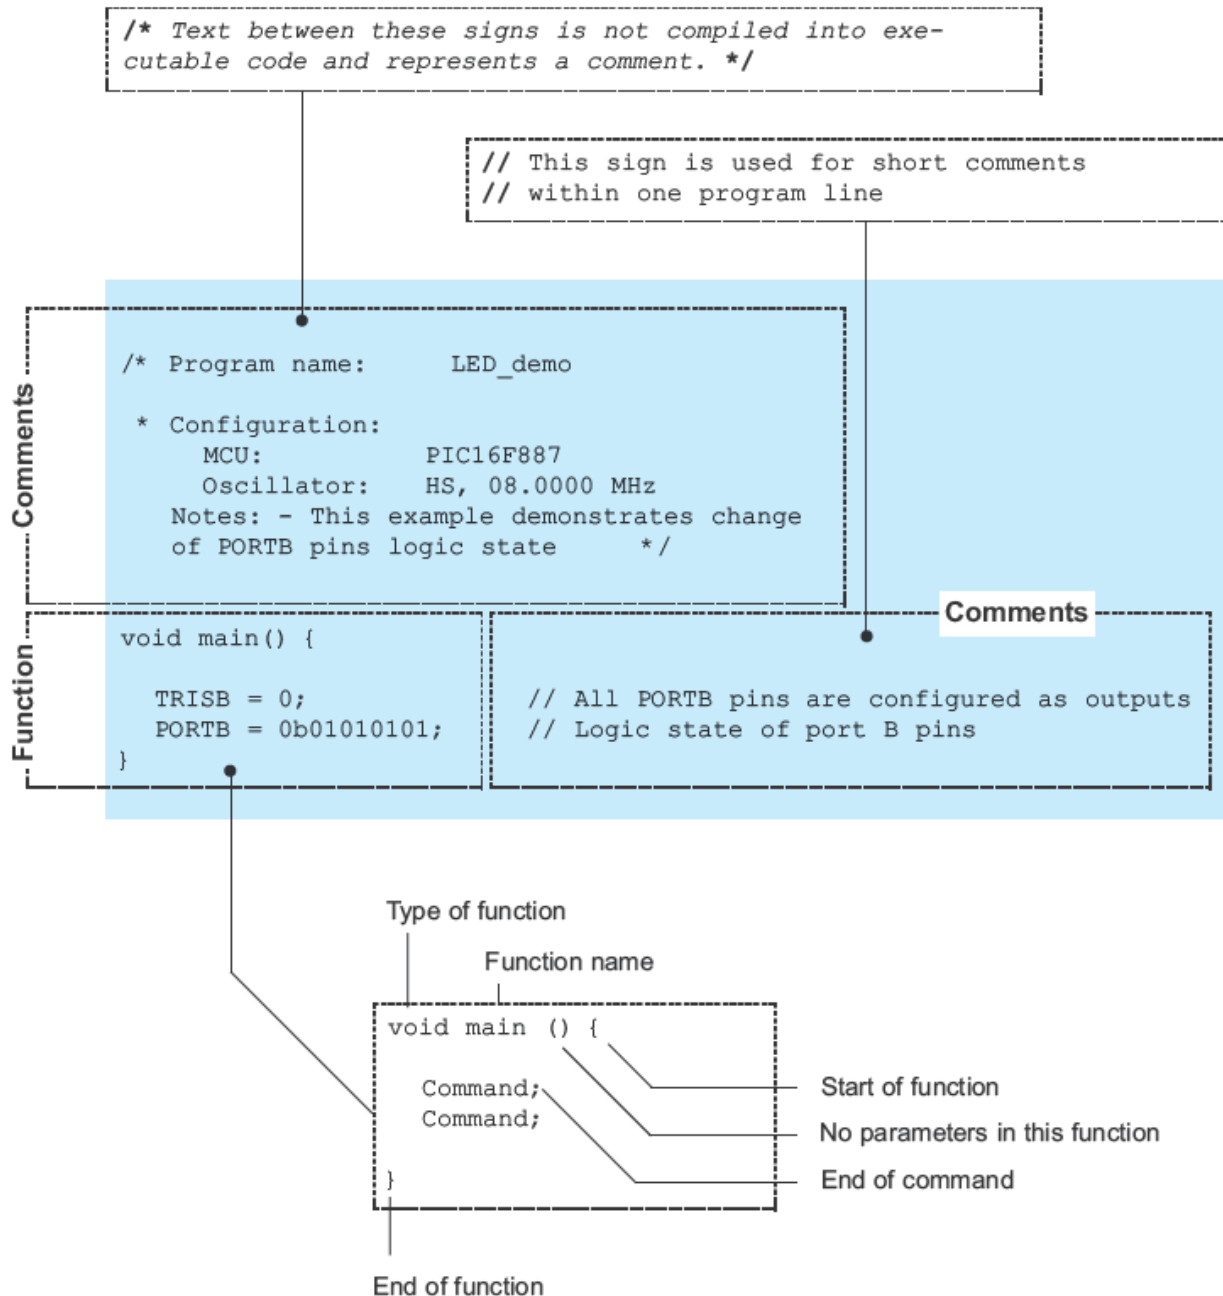 /* Text between these signs is not compiled into exe-
cutable code and represents a comment. */
// This sign is used for short comments
// within one program line
Comments
/* Program name: LED_demo
* Configuration:
MCU: PIC16F887
Oscillator: HS, 08.0000 MHz
Notes: - This example demonstrates change
of PORTB pins logic state */
Function
Comments
void main() {
TRISB = 0; // All PORTB pins are configured as outputs
PORTB = 0b01010101; // Logic state of port B pins
}
Type of function
Function name
void main () {
Command;
Command;
}
Start of function
No parameters in this function
End of command
End of function